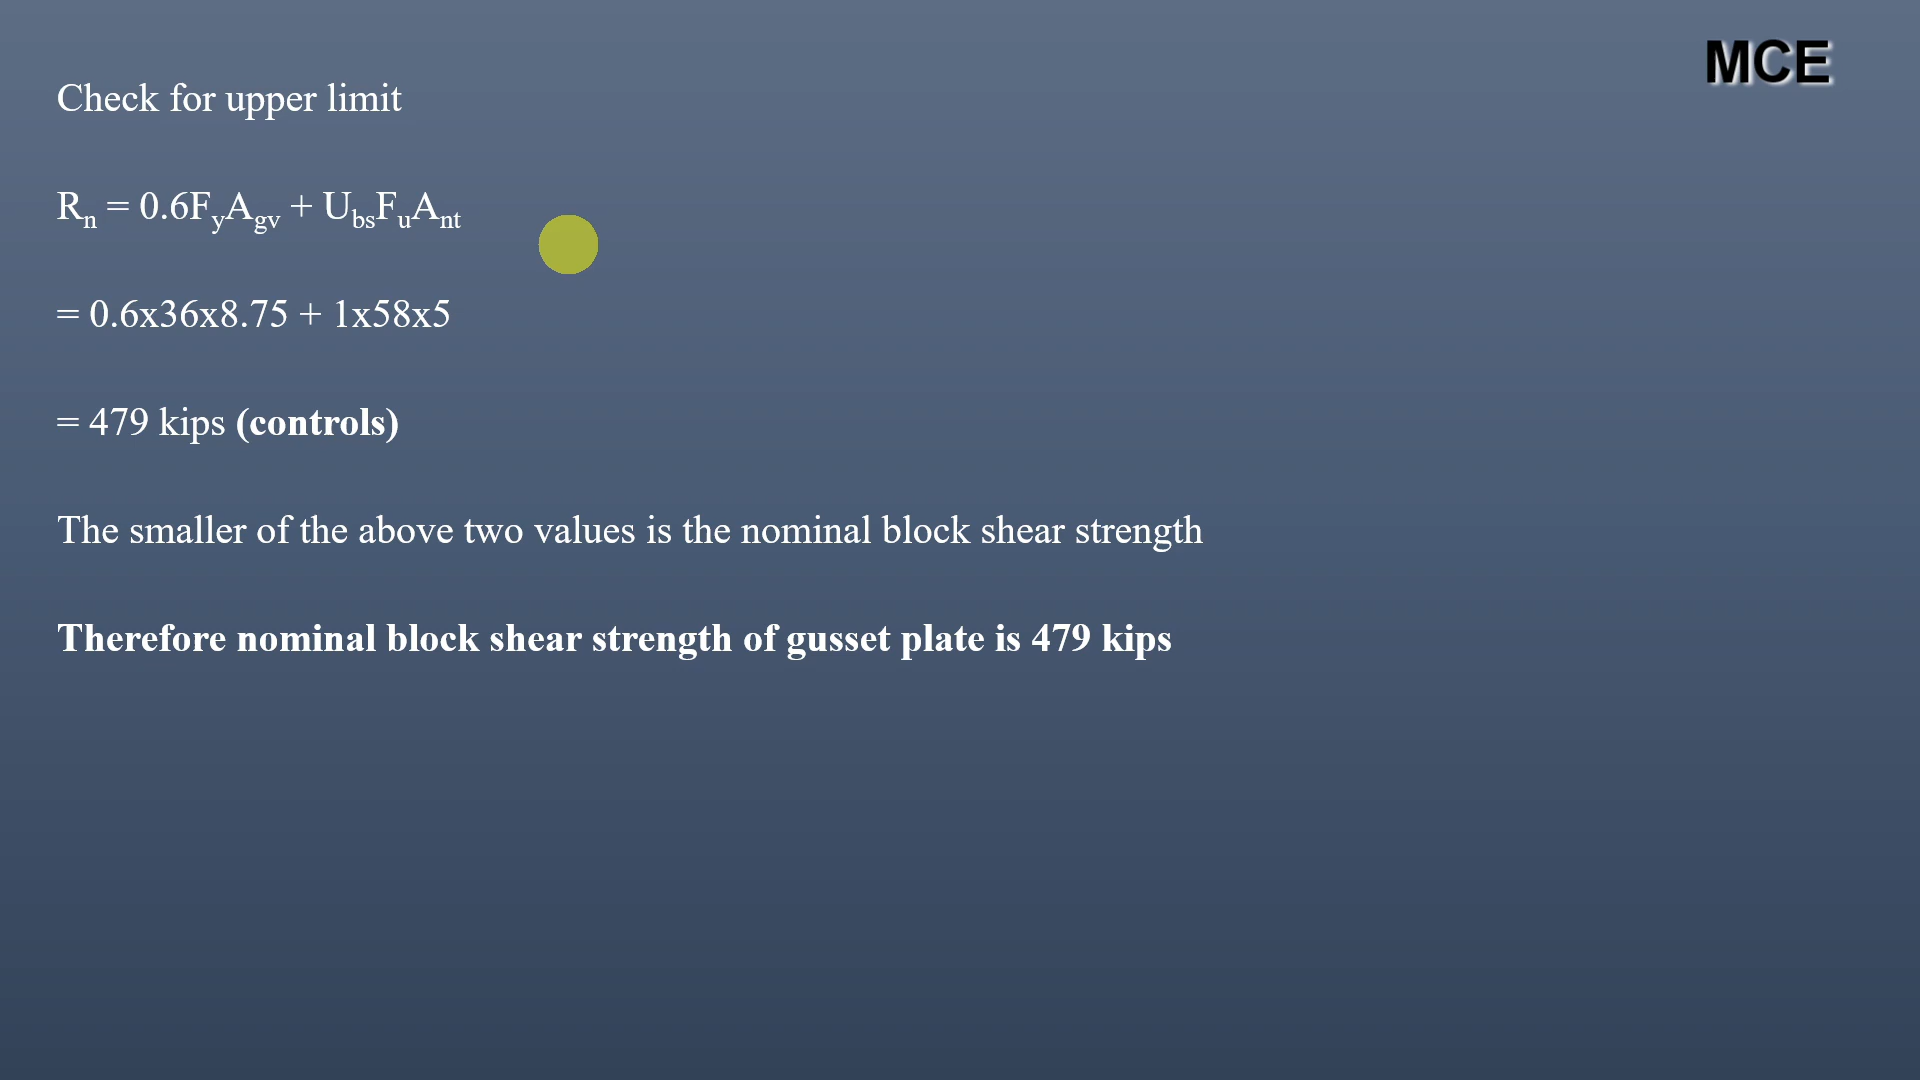 MCE
Check for upper limit
Rn = 0.6FyAgv + UbsFuAnt
= 0.6x36x8.75 + 1x58x5
= 479 kips (controls)
The smaller of the above two values is the nominal block shear strength
Therefore nominal block shear strength of gusset plate is 479 kips